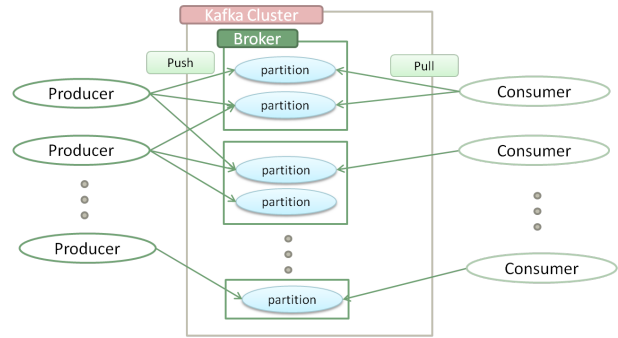 Kafka Cluster
Broker
Push
Pull
partition
Producer
Consumer
partition
Producer
Consumer
partition
partition
Producer
Consumer
partition